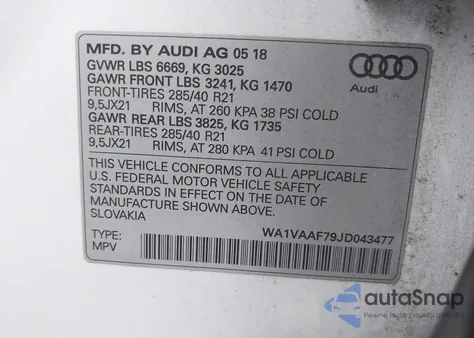 MFD. BY AUDI AG 05 18
GVWR LBS 6669, KG 3025
GAWR FRONT LBS 3241, KG 1470
FRONT-TIRES 285/40 R21
9,5JX21 RIMS, AT 260 KPA 38 PSI COLD
GAWR REAR LBS 3825, KG 1735
REAR-TIRES 285/40 R21
9,5JX21 RIMS, AT 280 KPA 41 PSI COLD
Audi
THIS VEHICLE CONFORMS TO ALL APPLICABLE
U.S. FEDERAL MOTOR VEHICLE SAFETY
STANDARDS IN EFFECT ON THE DATE OF
MANUFACTURE SHOWN ABOVE.
SLOVAKIA
WA1VAAF79JD043477
TYPE:
MPV
autoSnap
Pewne auta i aukcji z USA